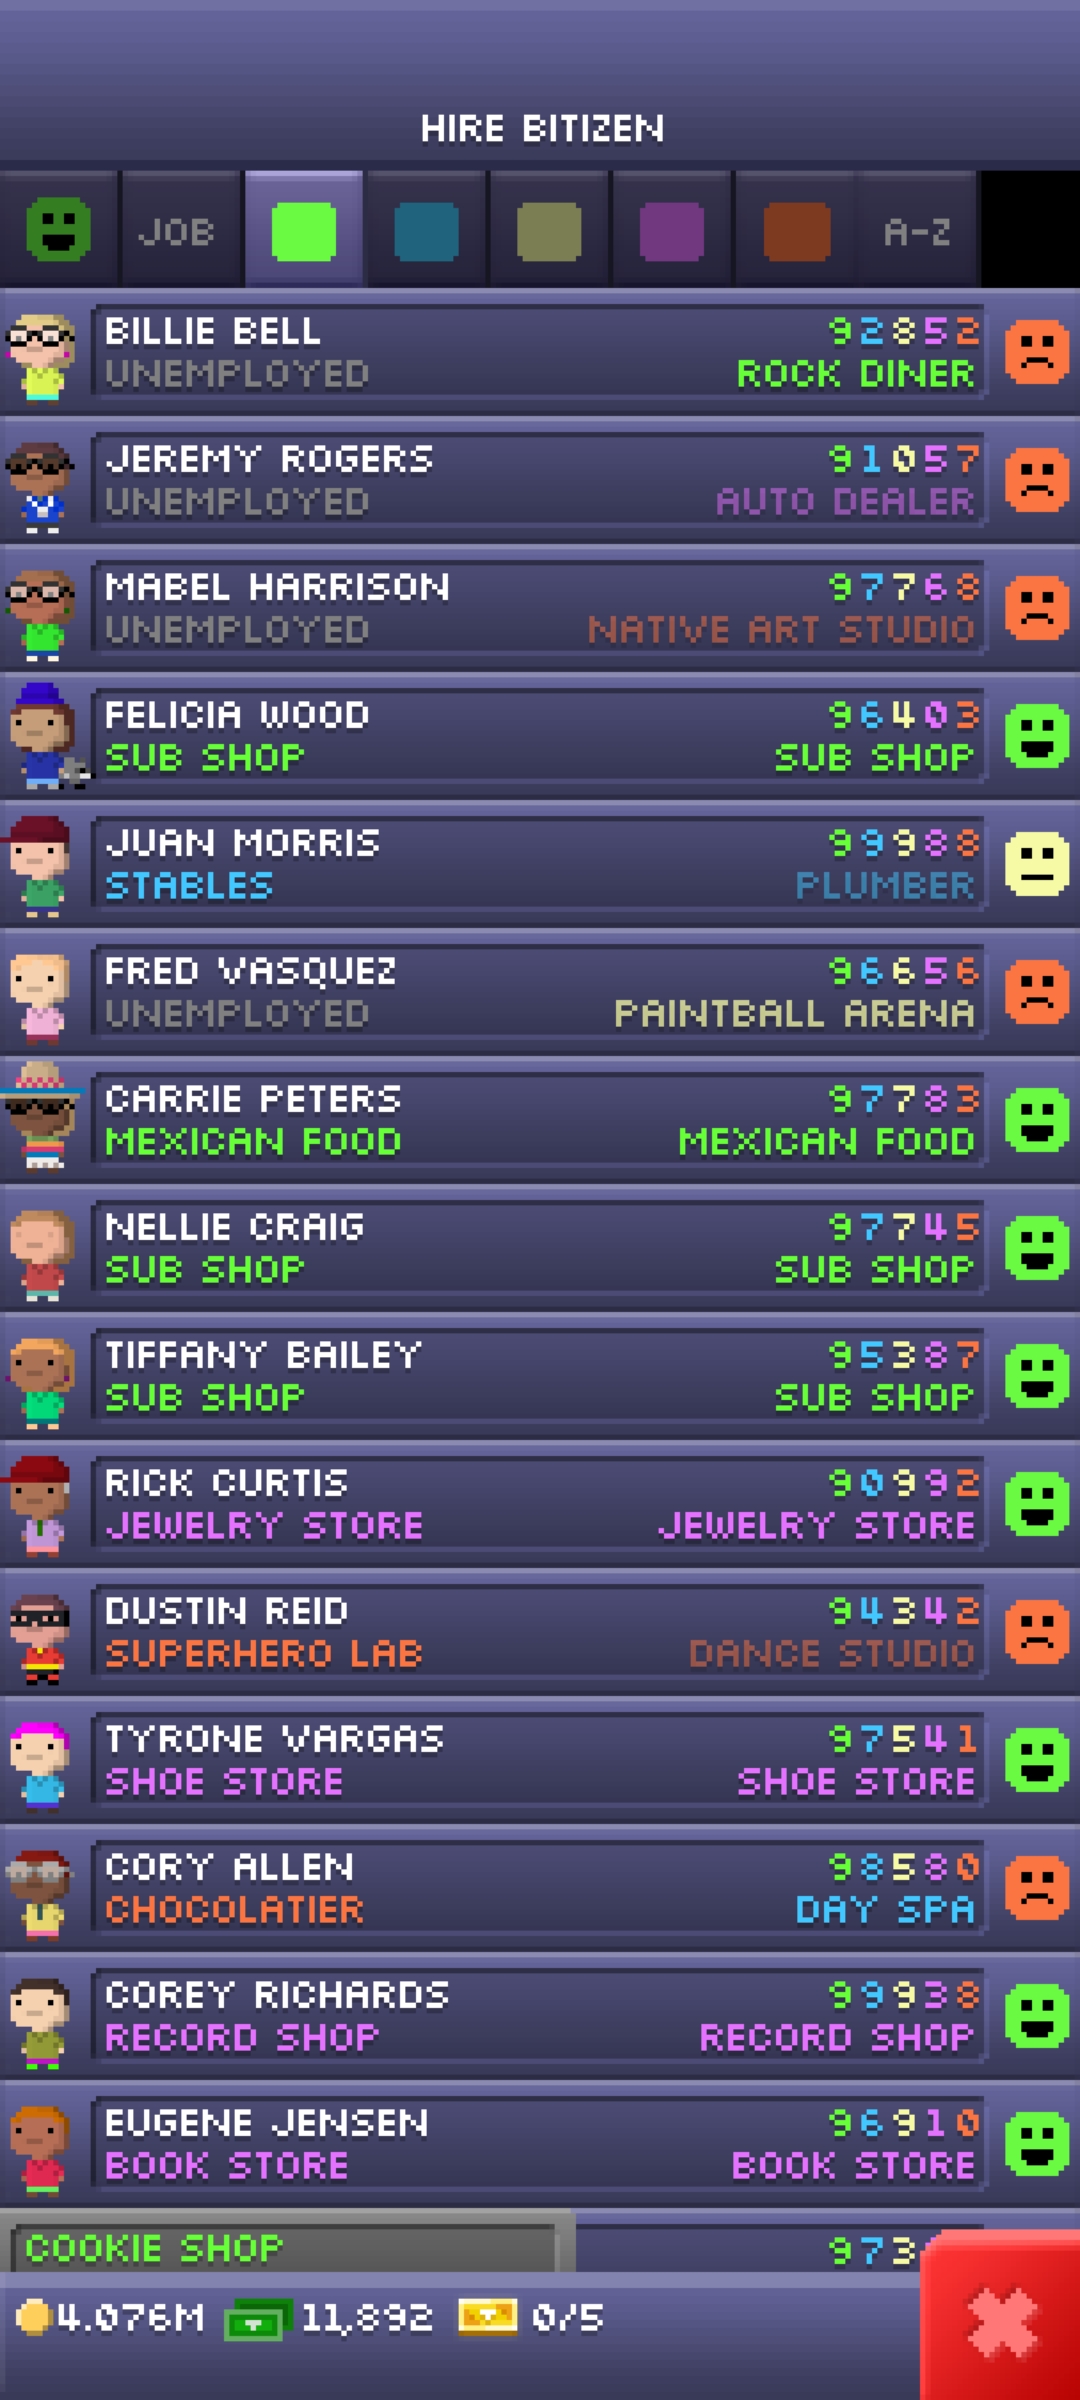 HIRE BITIZEN
JOB A-Z
BILLIE BELL 92852
UNEMPLOYED ROCK DINER
JEREMY ROGERS 91057
UNEMPLOYED AUTO DEALER
MABEL HARRISON 97768
UNEMPLOYED NATIVE ART STUDIO
FELICIA WOOD 96403
SUB SHOP SUB SHOP
JUAN MORRIS 99988
STABLES PLUMBER
FRED VASQUEZ 96656
UNEMPLOYED PAINTBALL ARENA
CARRIE PETERS 97783
MEXICAN FOOD MEXICAN FOOD
NELLIE CRAIG 97745
SUB SHOP SUB SHOP
TIFFANY BAILEY 95387
SUB SHOP SUB SHOP
RICK CURTIS 90992
JEWELRY STORE JEWELRY STORE
DUSTIN REID 94342
SUPERHERO LAB DANCE STUDIO
TYRONE VARGAS 97541
SHOE STORE SHOE STORE
CORY ALLEN 98580
CHOCOLATIER DAY SPA
COREY RICHARDS 99938
RECORD SHOP RECORD SHOP
EUGENE JENSEN 96910
BOOK STORE BOOK STORE
COOKIE SHOP 973
4.076M 11,892 0/5